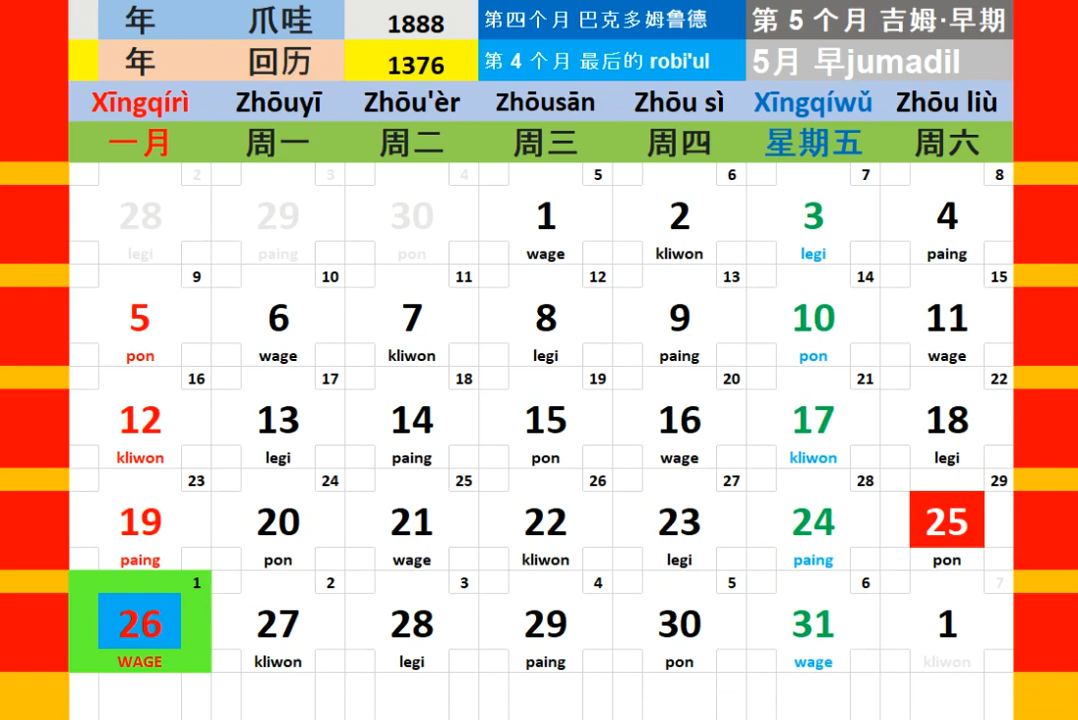 年 爪哇 1888 第四个月 巴克多姆鲁德 第 5 个月 吉姆·早期
年 回历 1376 第 4 个月 最后的 robi'ul 5月 早jumadil
Xīngqírì Zhōuyī Zhōu'èr Zhōusān Zhōu sì Xīngqíwǔ Zhōu liù
一月 周一 周二 周三 周四 星期五 周六
2 3 4 5 6 7 8
28 29 30 1 2 3 4
legi paing pon wage kliwon legi paing
9 10 11 12 13 14 15
5 6 7 8 9 10 11
pon wage kliwon legi paing pon wage
16 17 18 19 20 21 22
12 13 14 15 16 17 18
kliwon legi paing pon wage kliwon legi
23 24 25 26 27 28 29
19 20 21 22 23 24 25
paing pon wage kliwon legi paing pon
1 2 3 4 5 6 7
26 27 28 29 30 31 1
WAGE kliwon legi paing pon wage kliwon